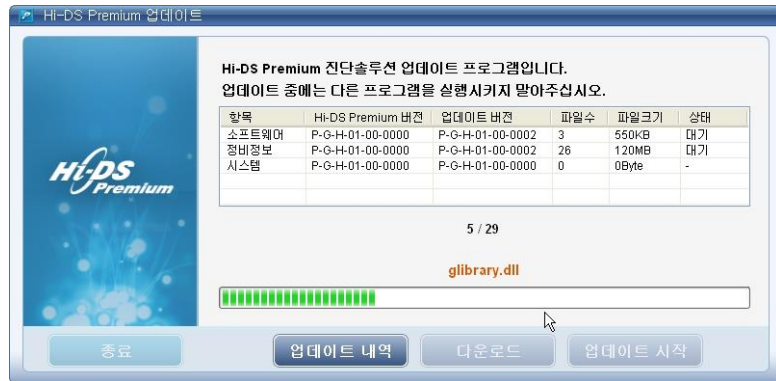 Hi-DS Premium 업데이트
Hi-DS Premium 진단솔루션 업데이트 프로그램입니다.
업데이트 중에는 다른 프로그램을 실행시키지 말아주십시오.
항목 Hi-DS Premium 버전 업데이트 버전 파일수 파일크기 상태
소프트웨어 P-G-H-01-00-0000 P-G-H-01-00-0002 3 550KB 대기
정비정보 P-G-H-01-00-0000 P-G-H-01-00-0002 26 120MB 대기
시스템 P-G-H-01-00-0000 P-G-H-01-00-0000 0 0Byte -
Hi-DS
Premium
5 / 29
glibrary.dll
종료 업데이트 내역 다운로드 업데이트 시작